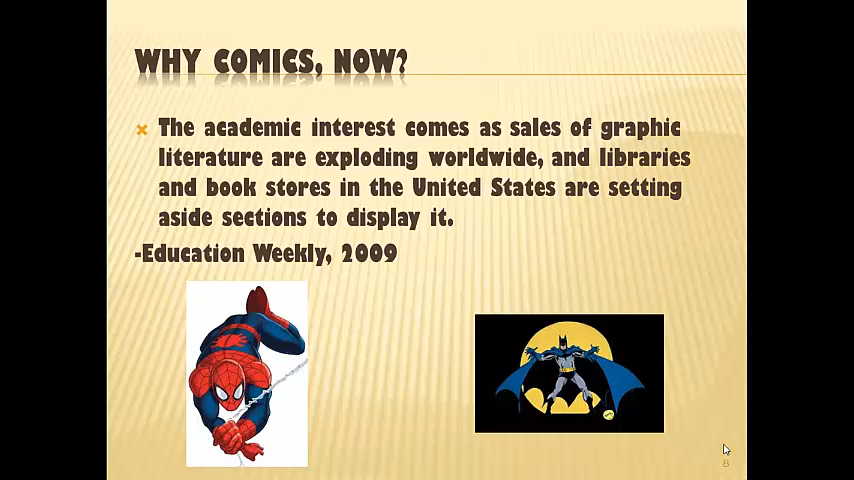 WHY COMICS, NOW?
The academic interest comes as sales of graphic
literature are exploding worldwide, and libraries
and book stores in the United States are setting
aside sections to display it.
-Education Weekly, 2009
8